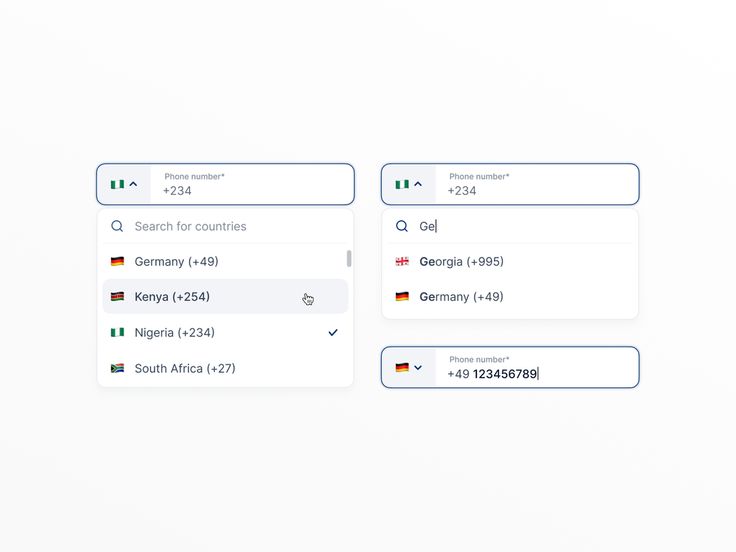 Phone number*
+234
Search for countries
Germany (+49)
Kenya (+254)
Nigeria (+234)
South Africa (+27)
Phone number*
+234
Ge
Georgia (+995)
Germany (+49)
Phone number*
+49 123456789